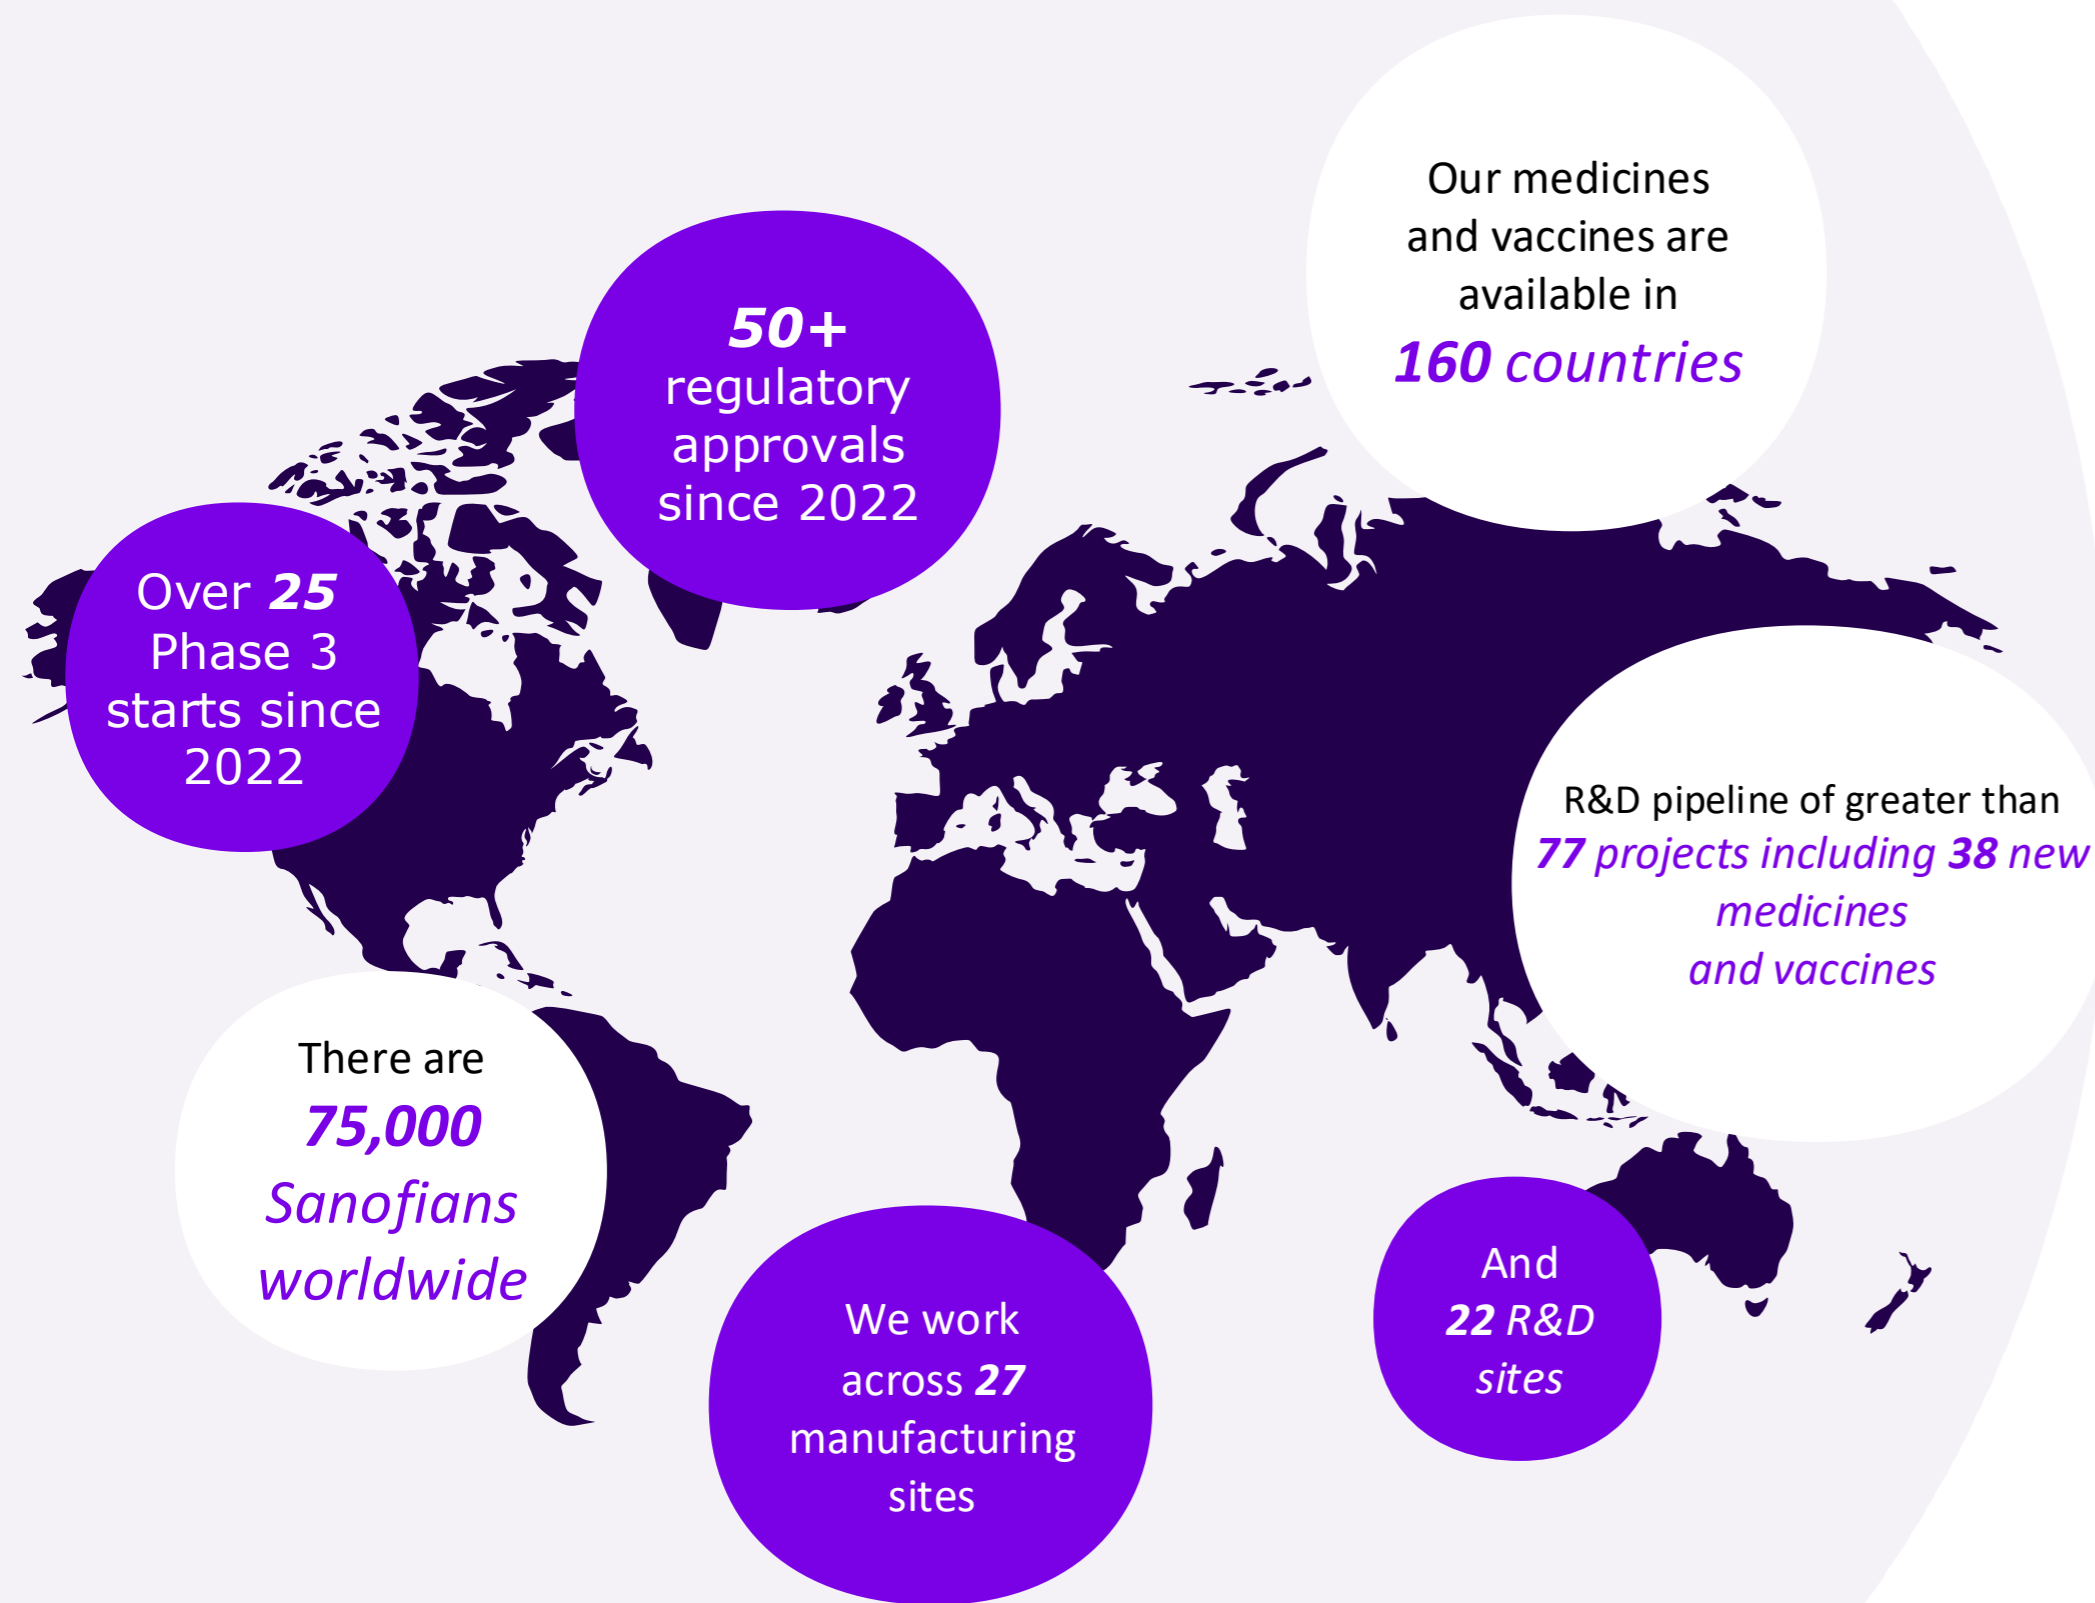 Our medicines
and vaccines are
available in
160 countries
50+
regulatory
approvals
since 2022
Over 25
Phase 3
starts since
2022
R&D pipeline of greater than
77 projects including 38 new
medicines
and vaccines
There are
75,000
Sanofians
worldwide
We work
across 27
manufacturing
sites
And
22 R&D
sites